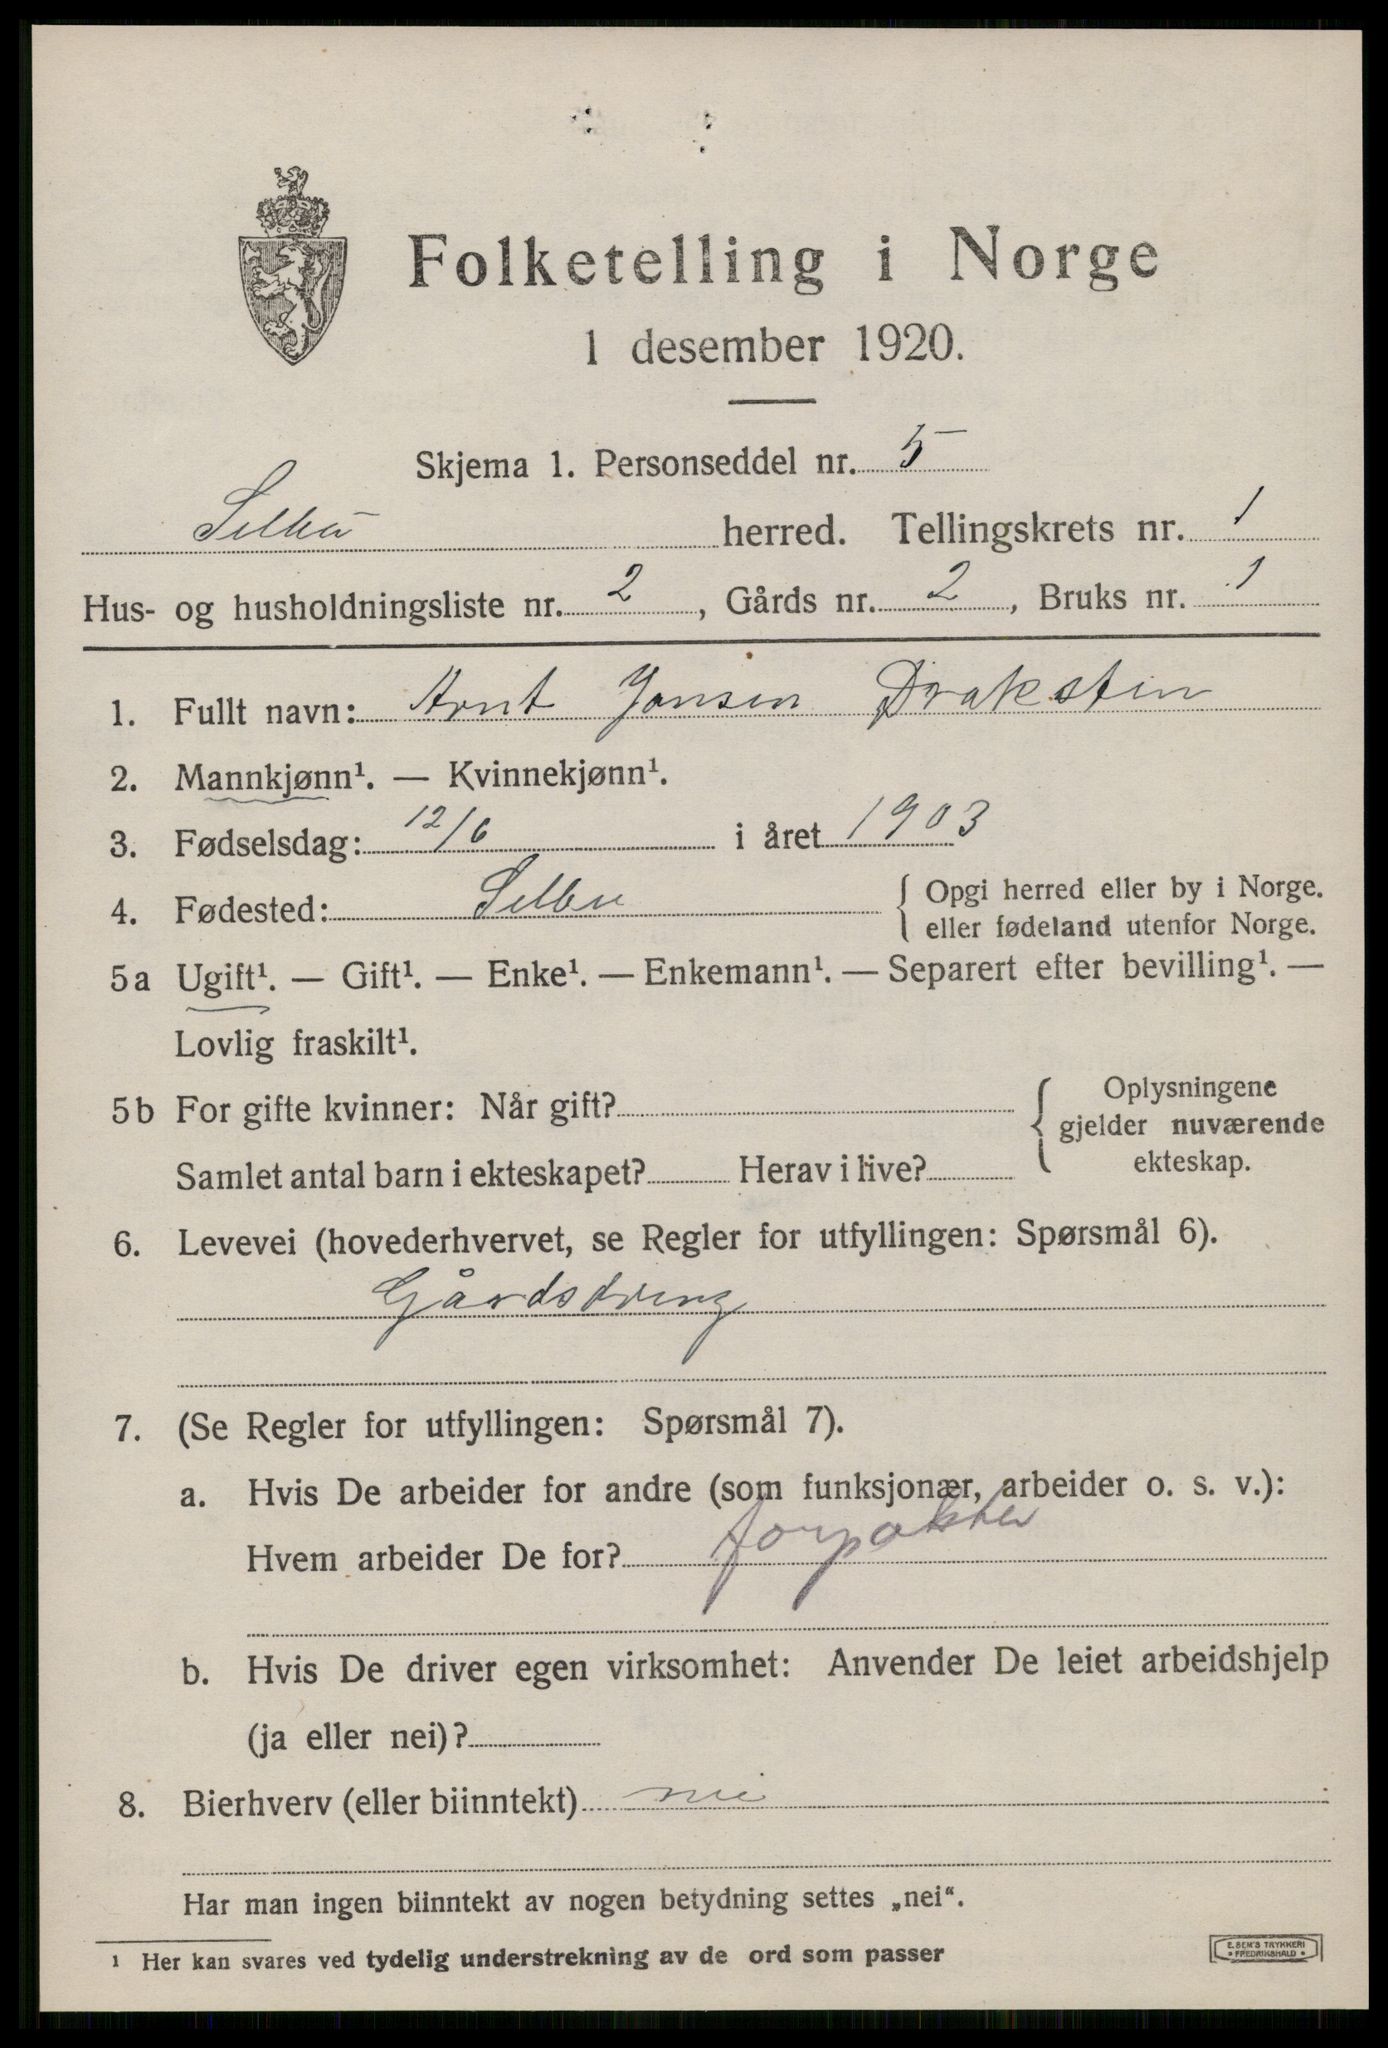 Folketelling i Norge
1 desember 1920.
Skjema 1. Personseddel nr. 5
Selbu herred. Tellingskrets nr. 1
Hus- og husholdningsliste nr. 2, Gårds nr. 2, Bruks nr. 1
1. Fullt navn: Arnt Jonsen Draksten
2. Mannkjønn¹. — Kvinnekjønn¹.
3. Fødselsdag: 12/6 i året 1903
4. Fødested: Selbu { Opgi herred eller by i Norge.
eller fødeland utenfor Norge.
5a Ugift¹. — Gift¹. — Enke¹. — Enkemann¹. — Separert efter bevilling¹. —
Lovlig fraskilt¹.
5b For gifte kvinner: Når gift? { Oplysningene
gjelder nuværende
Samlet antal barn i ekteskapet? Herav i live? ekteskap.
6. Levevei (hovederhvervet, se Regler for utfyllingen: Spørsmål 6).
Gårdsdreng
7. (Se Regler for utfyllingen: Spørsmål 7).
a. Hvis De arbeider for andre (som funksjonær, arbeider o. s. v.):
Hvem arbeider De for? forpakter
b. Hvis De driver egen virksomhet: Anvender De leiet arbeidshjelp
(ja eller nei)?
8. Bierhverv (eller biinntekt) nei
Har man ingen biinntekt av nogen betydning settes „nei“.
¹ Her kan svares ved tydelig understrekning av de ord som passer
E. SEM'S TRYKKERI
• FREDRIKSHALD •